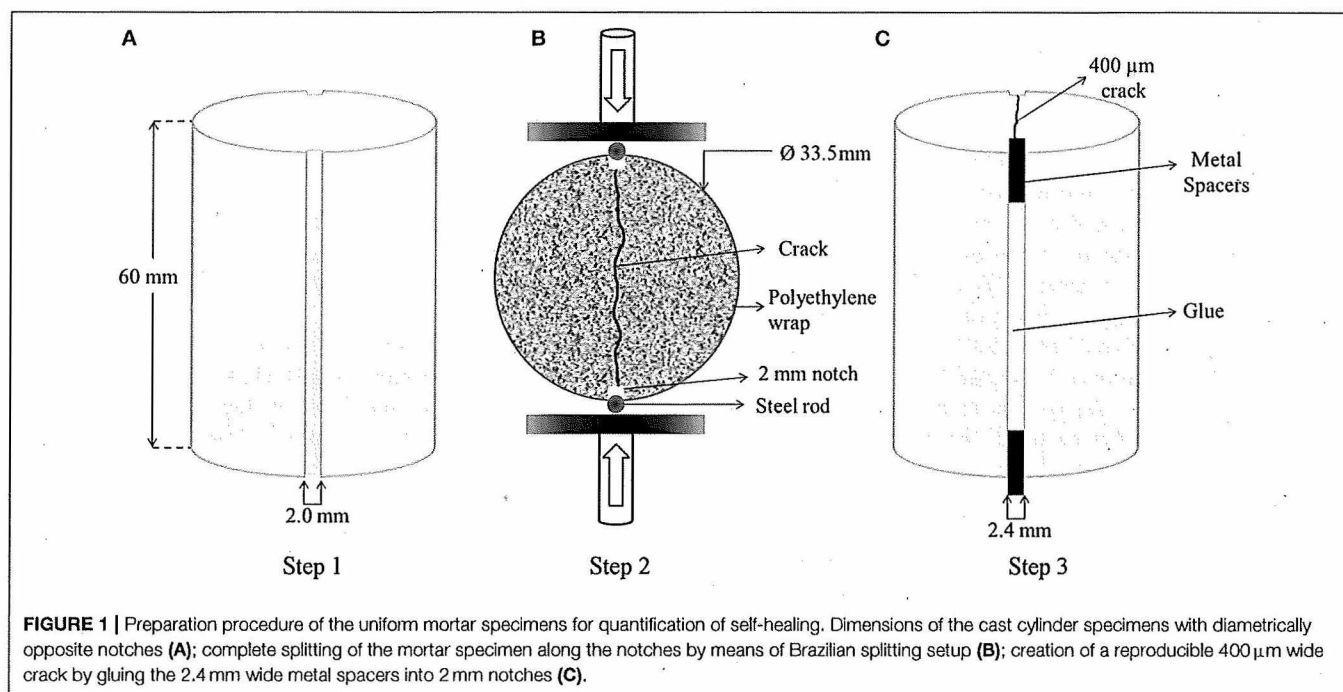 A
60 mm
2.0 mm
Step 1
B
Ø 33.5mm
Crack
Polyethylene
wrap
2 mm notch
Steel rod
Step 2
C
400 µm
crack
Metal
Spacers
Glue
2.4 mm
Step 3
FIGURE 1 | Preparation procedure of the uniform mortar specimens for quantification of self-healing. Dimensions of the cast cylinder specimens with diametrically
opposite notches (A); complete splitting of the mortar specimen along the notches by means of Brazilian splitting setup (B); creation of a reproducible 400 µm wide
crack by gluing the 2.4 mm wide metal spacers into 2 mm notches (C).